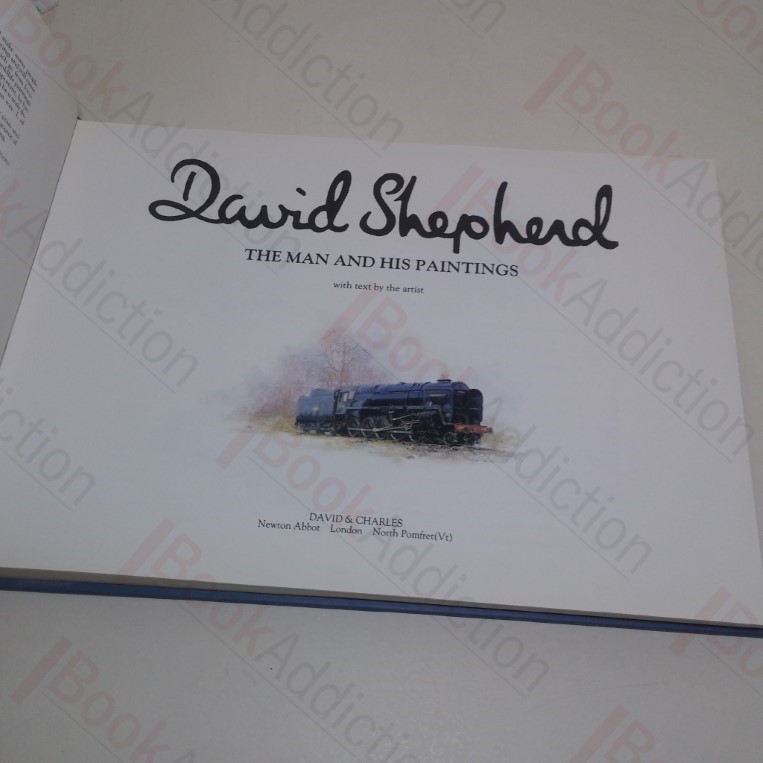 David Shepherd
THE MAN AND HIS PAINTINGS
with text by the artist
DAVID & CHARLES
Newton Abbot London North Pomfret (Vt)
BookAddiction